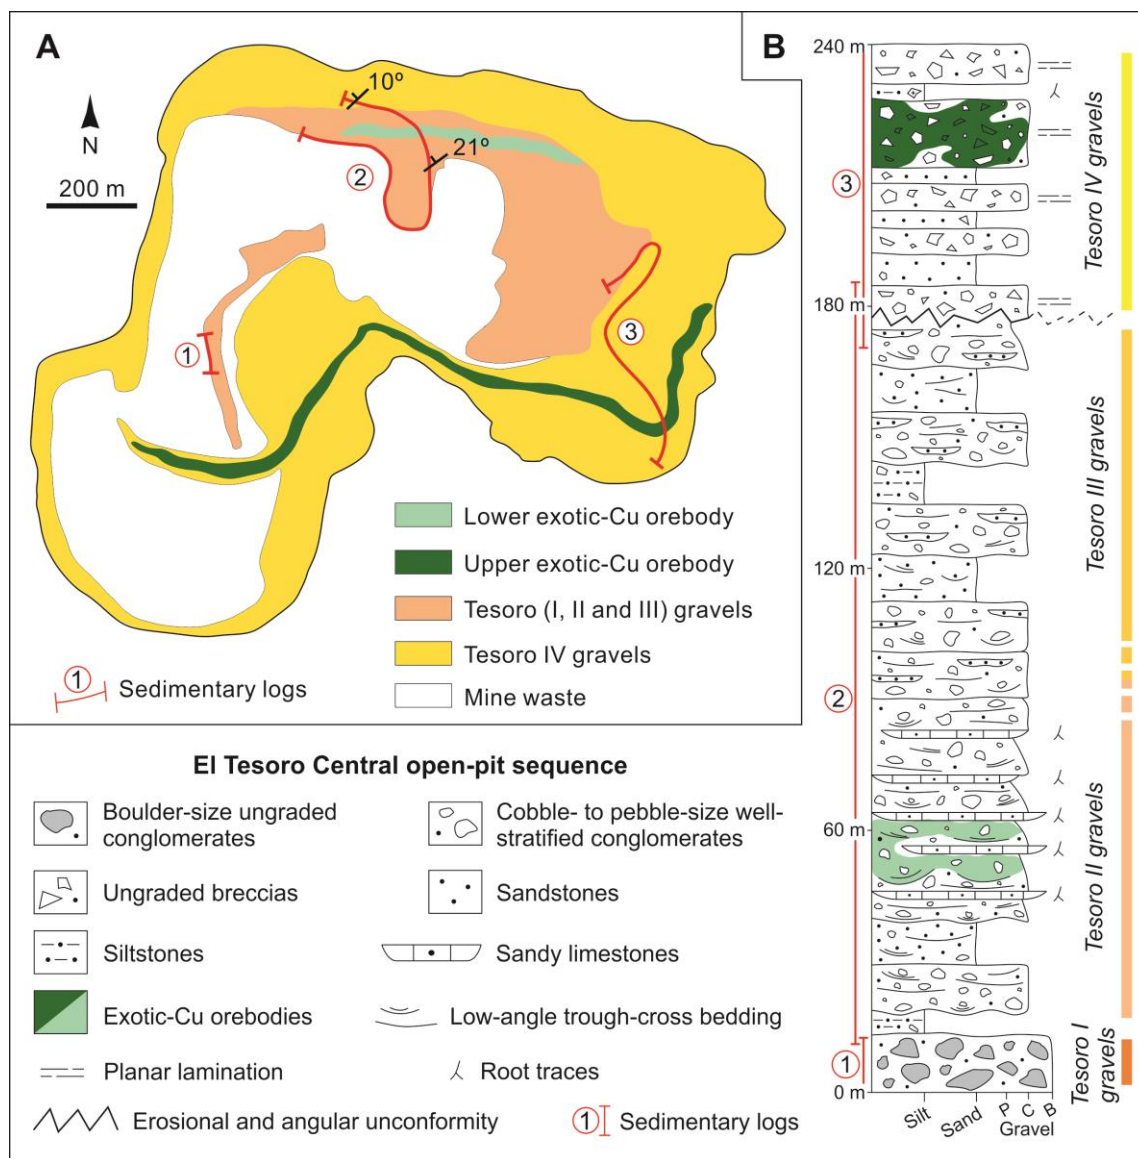 A
N
200 m
10º
21º
2
1
3
Lower exotic-Cu orebody
Upper exotic-Cu orebody
Tesoro (I, II and III) gravels
Tesoro IV gravels
Mine waste
1
Sedimentary logs
El Tesoro Central open-pit sequence
Boulder-size ungraded
conglomerates
Cobble- to pebble-size well-
stratified conglomerates
Ungraded breccias
Sandstones
Siltstones
Sandy limestones
Exotic-Cu orebodies
Low-angle trough-cross bedding
Planar lamination
Root traces
Erosional and angular unconformity
1
Sedimentary logs
B
240 m
3
180 m
120 m
2
60 m
1
0 m
Silt
Sand
P
C
B
Gravel
Tesoro IV gravels
Tesoro III gravels
Tesoro II gravels
Tesoro I
gravels